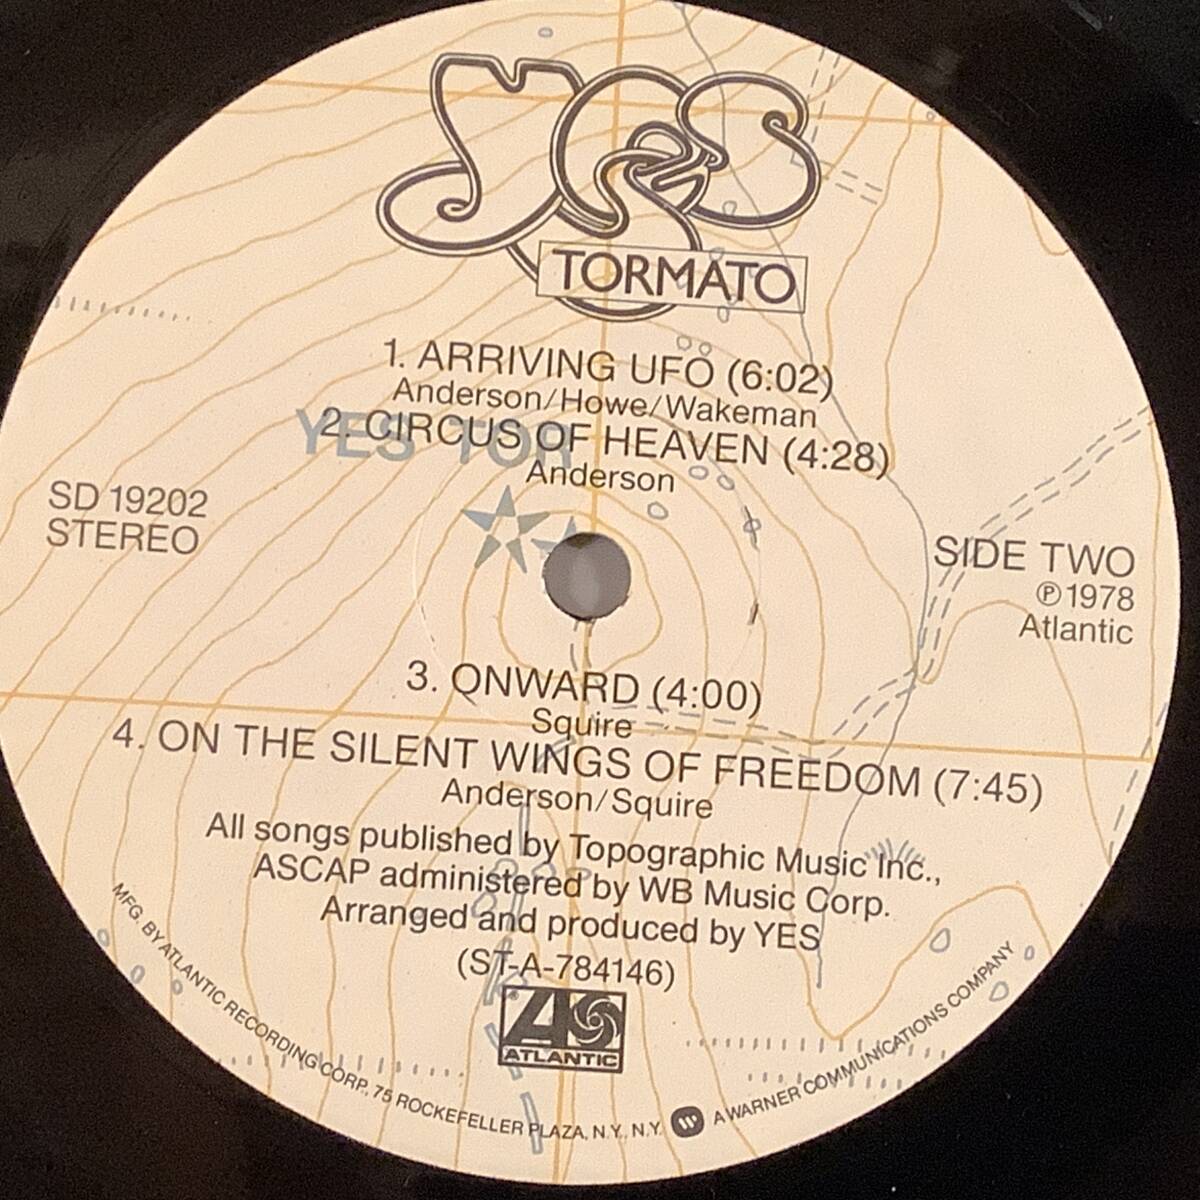 YES
TORMATO
1. ARRIVING UFO (6:02)
Anderson/Howe/Wakeman
YES TOR
2. CIRCUS OF HEAVEN (4:28)
Anderson
SD 19202
STEREO
SIDE TWO
℗1978
Atlantic
3. ONWARD (4:00)
Squire
4. ON THE SILENT WINGS OF FREEDOM (7:45)
Anderson/Squire
All songs published by Topographic Music Inc.,
ASCAP administered by WB Music Corp.
Arranged and produced by YES
(ST-A-784146)
ATLANTIC
MFG. BY ATLANTIC RECORDING CORP., 75 ROCKEFELLER PLAZA, N.Y., N.Y. W A WARNER COMMUNICATIONS COMPANY